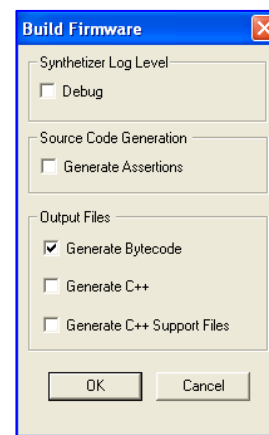 Build Firmware
Synthetizer Log Level
Debug
Source Code Generation
Generate Assertions
Output Files
Generate Bytecode
Generate C++
Generate C++ Support Files
OK
Cancel